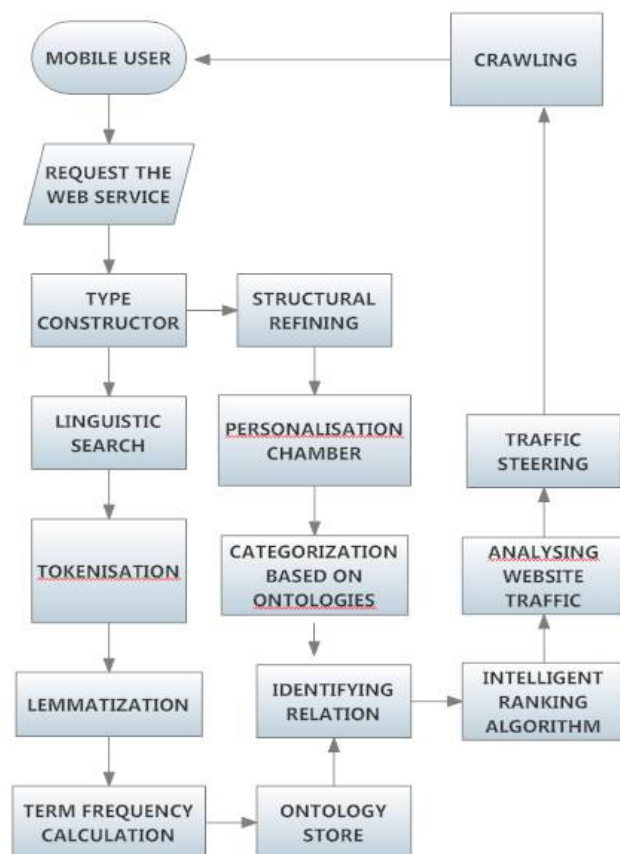 MOBILE USER
CRAWLING
REQUEST THE
WEB SERVICE
TYPE
CONSTRUCTOR
STRUCTURAL
REFINING
LINGUISTIC
SEARCH
PERSONALISATION
CHAMBER
TRAFFIC
STEERING
TOKENISATION
CATEGORIZATION
BASED ON
ONTOLOGIES
ANALYSING
WEBSITE
TRAFFIC
LEMMATIZATION
IDENTIFYING
RELATION
INTELLIGENT
RANKING
ALGORITHM
TERM FREQUENCY
CALCULATION
ONTOLOGY
STORE